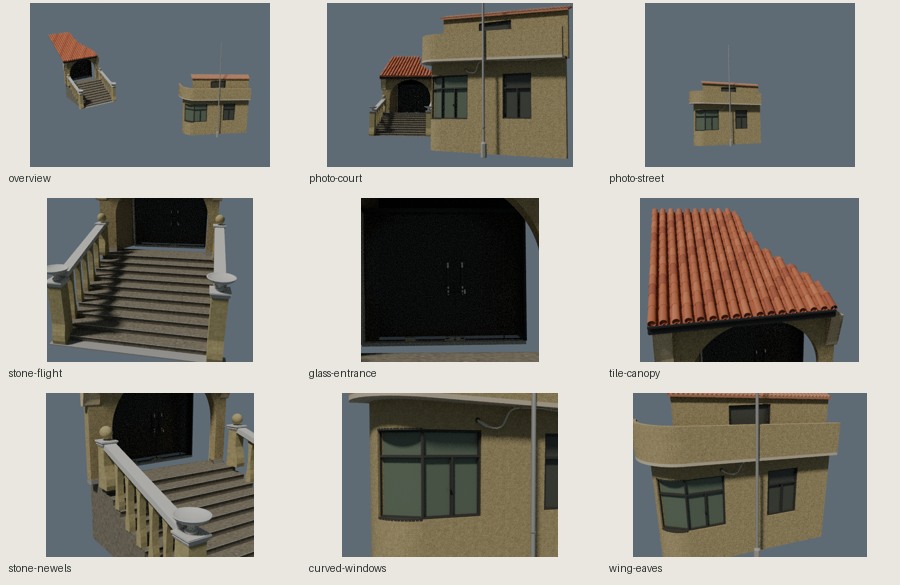 overview
photo-court
photo-street
stone-flight
glass-entrance
tile-canopy
stone-newels
curved-windows
wing-eaves